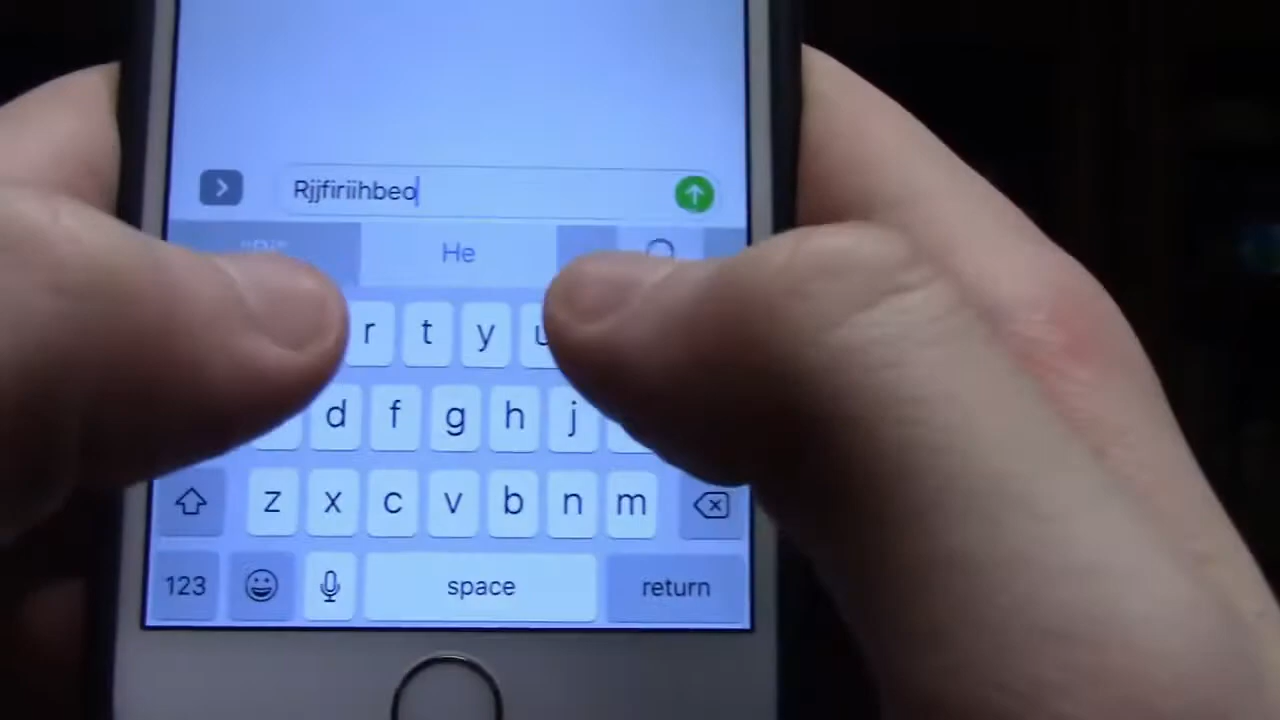 Rjjfiriihbeo
He
r t y u
d f g h j
z x c v b n m
123 space return